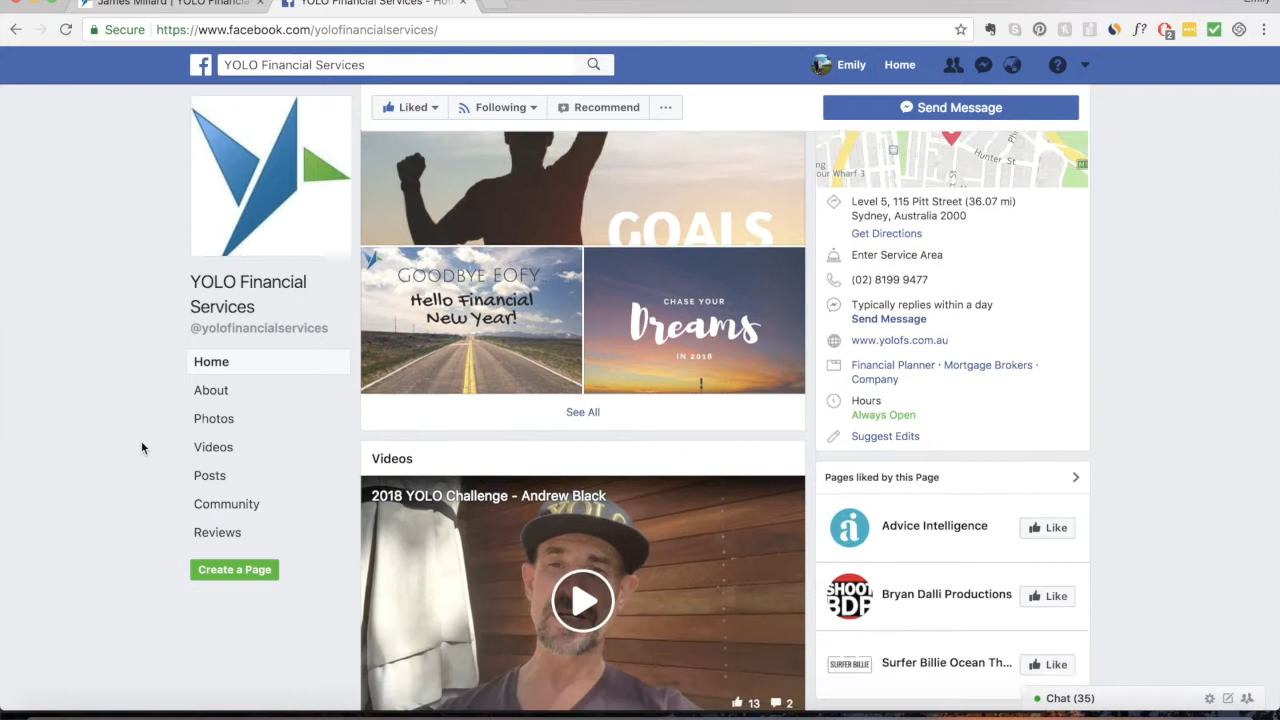 James Millard | YOLO Financia
YOLO Financial Services - Ho
Emily
Secure
https://www.facebook.com/yolofinancialservices/
f?
2
YOLO Financial Services
Emily
Home
Liked
Following
Recommend
Send Message
GOALS
GOODBYE EOFY...
Hello Financial
New Year!
CHASE YOUR
Dreams
IN 2018
See All
YOLO Financial
Services
@yolofinancialservices
Home
About
Photos
Videos
Posts
Community
Reviews
Create a Page
Videos
2018 YOLO Challenge - Andrew Black
YOLO
13
2
Hunter St
our Wharf 3
Level 5, 115 Pitt Street (36.07 mi)
Sydney, Australia 2000
Get Directions
Enter Service Area
(02) 8199 9477
Typically replies within a day
Send Message
www.yolofs.com.au
Financial Planner · Mortgage Brokers ·
Company
Hours
Always Open
Suggest Edits
Pages liked by this Page
Advice Intelligence
Like
SHOOT
BDP
Bryan Dalli Productions
Like
SURFER BILLIE
Surfer Billie Ocean Th...
Like
Chat (35)